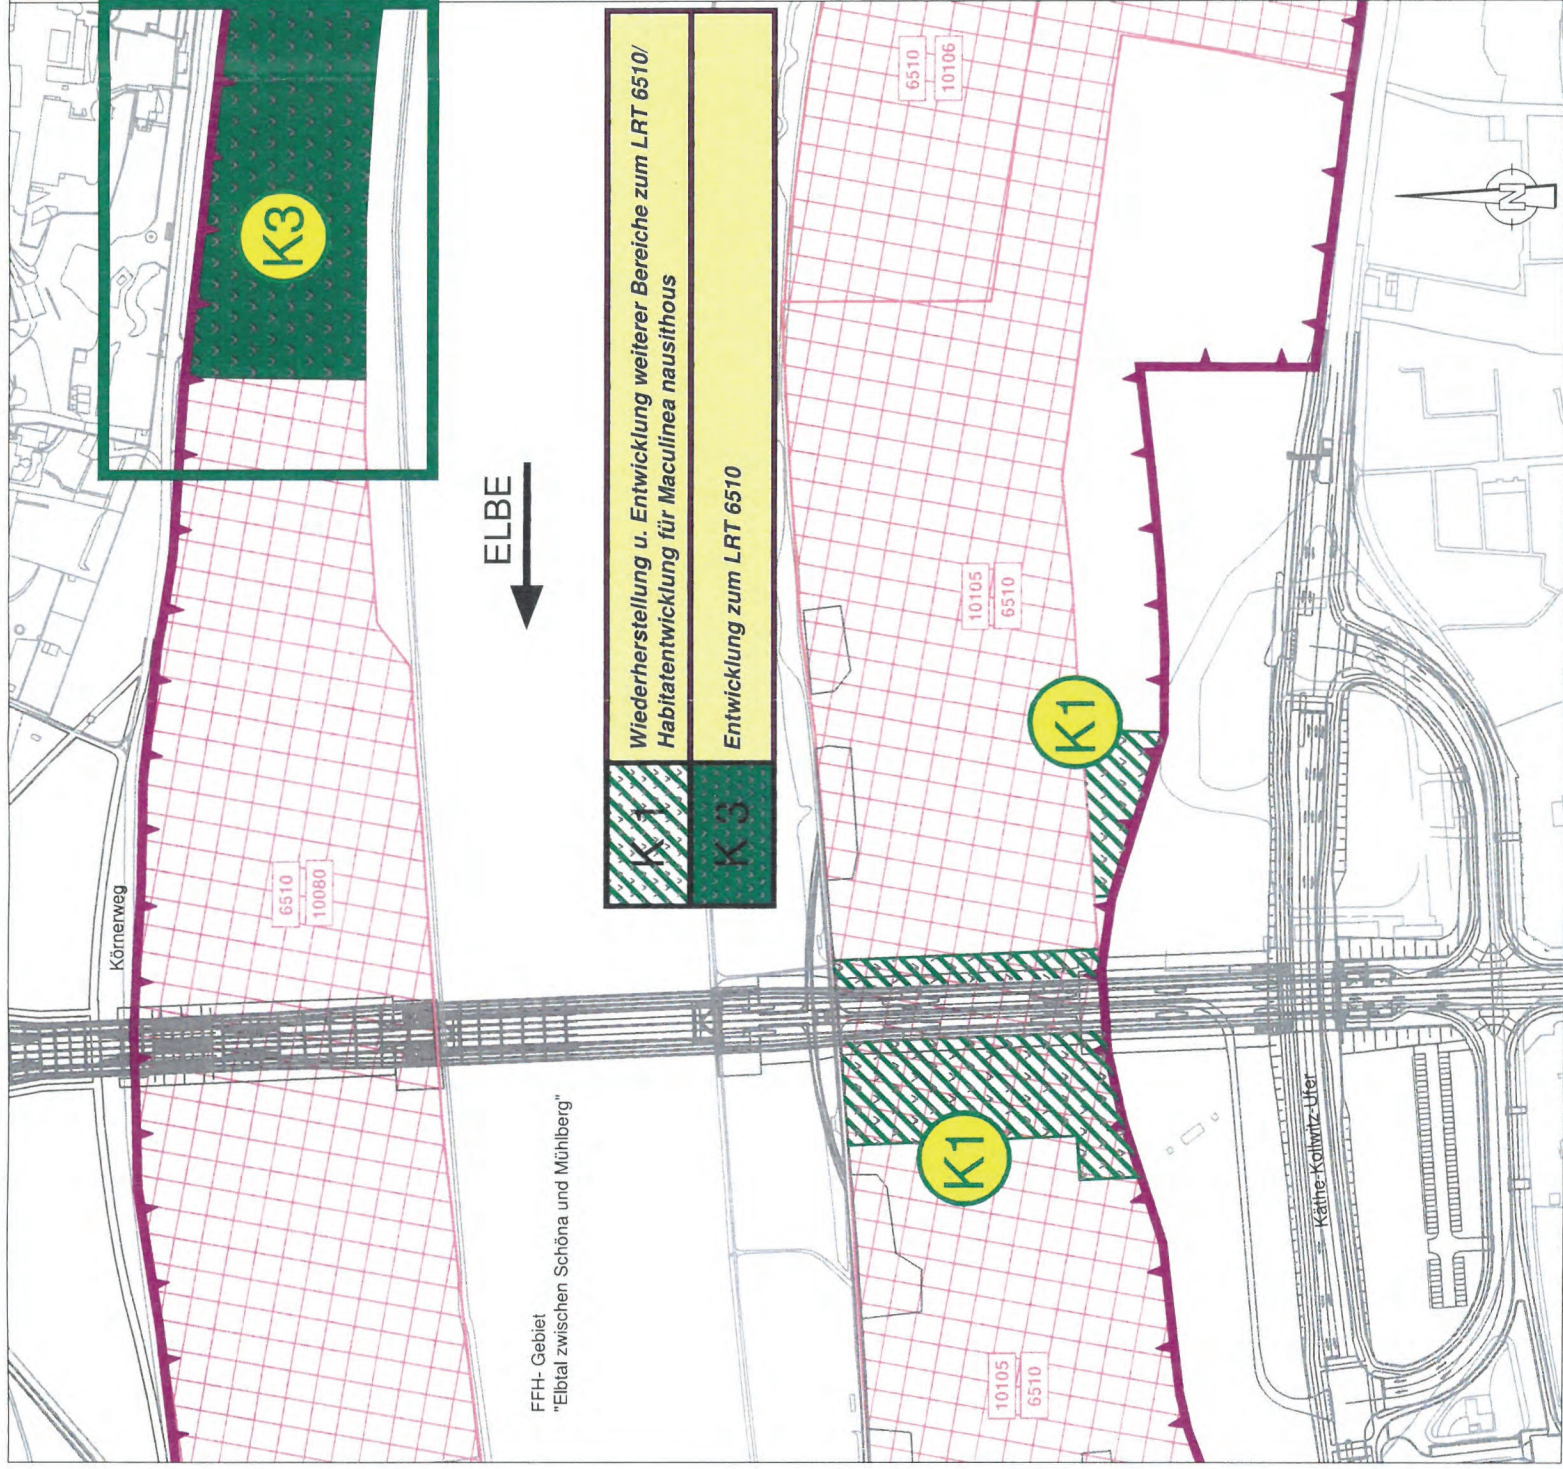 Körnerweg
K3
6510
10080
ELBE
FFH- Gebiet
"Elbtal zwischen Schöna und Mühlberg"
K 1
Wiederherstellung u. Entwicklung weiterer Bereiche zum LRT 6510/
Habitatentwicklung für Maculinea nausithous
K 3
Entwicklung zum LRT 6510
6510
10106
10105
6510
K1
K1
10105
6510
Käthe-Kollwitz-Ufer
N